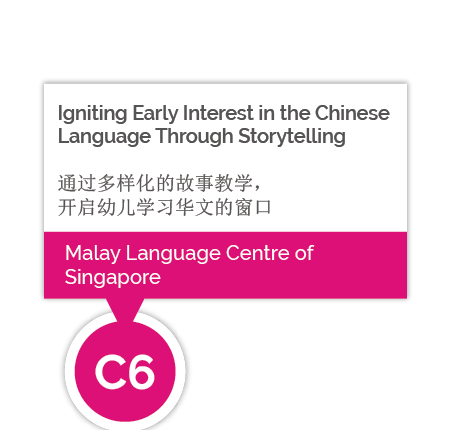 Igniting Early Interest in the Chinese
Language Through Storytelling
通过多样化的故事教学，
开启幼儿学习华文的窗口
Malay Language Centre of
Singapore
C6